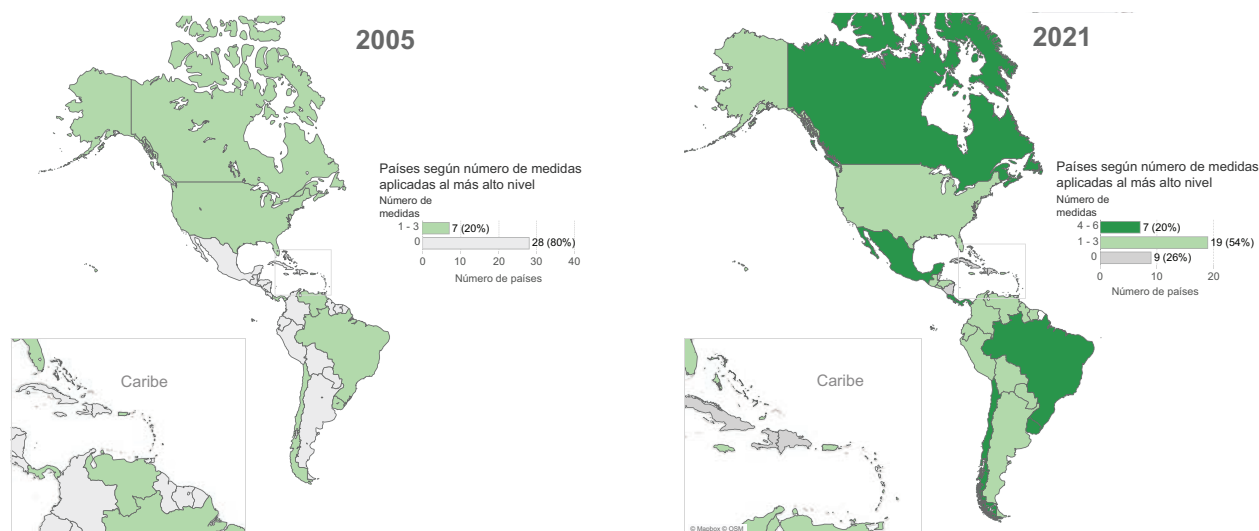 2005
Países según número de medidas
aplicadas al más alto nivel
Número de
medidas
1 - 3
7 (20%)
0
28 (80%)
0 10 20 30 40
Número de países
Caribe
2021
Países según número de medidas
aplicadas al más alto nivel
Número de
medidas
4 - 6
7 (20%)
1 - 3
19 (54%)
0
9 (26%)
0 10 20
Número de países
Caribe
© Mapbox © OSM